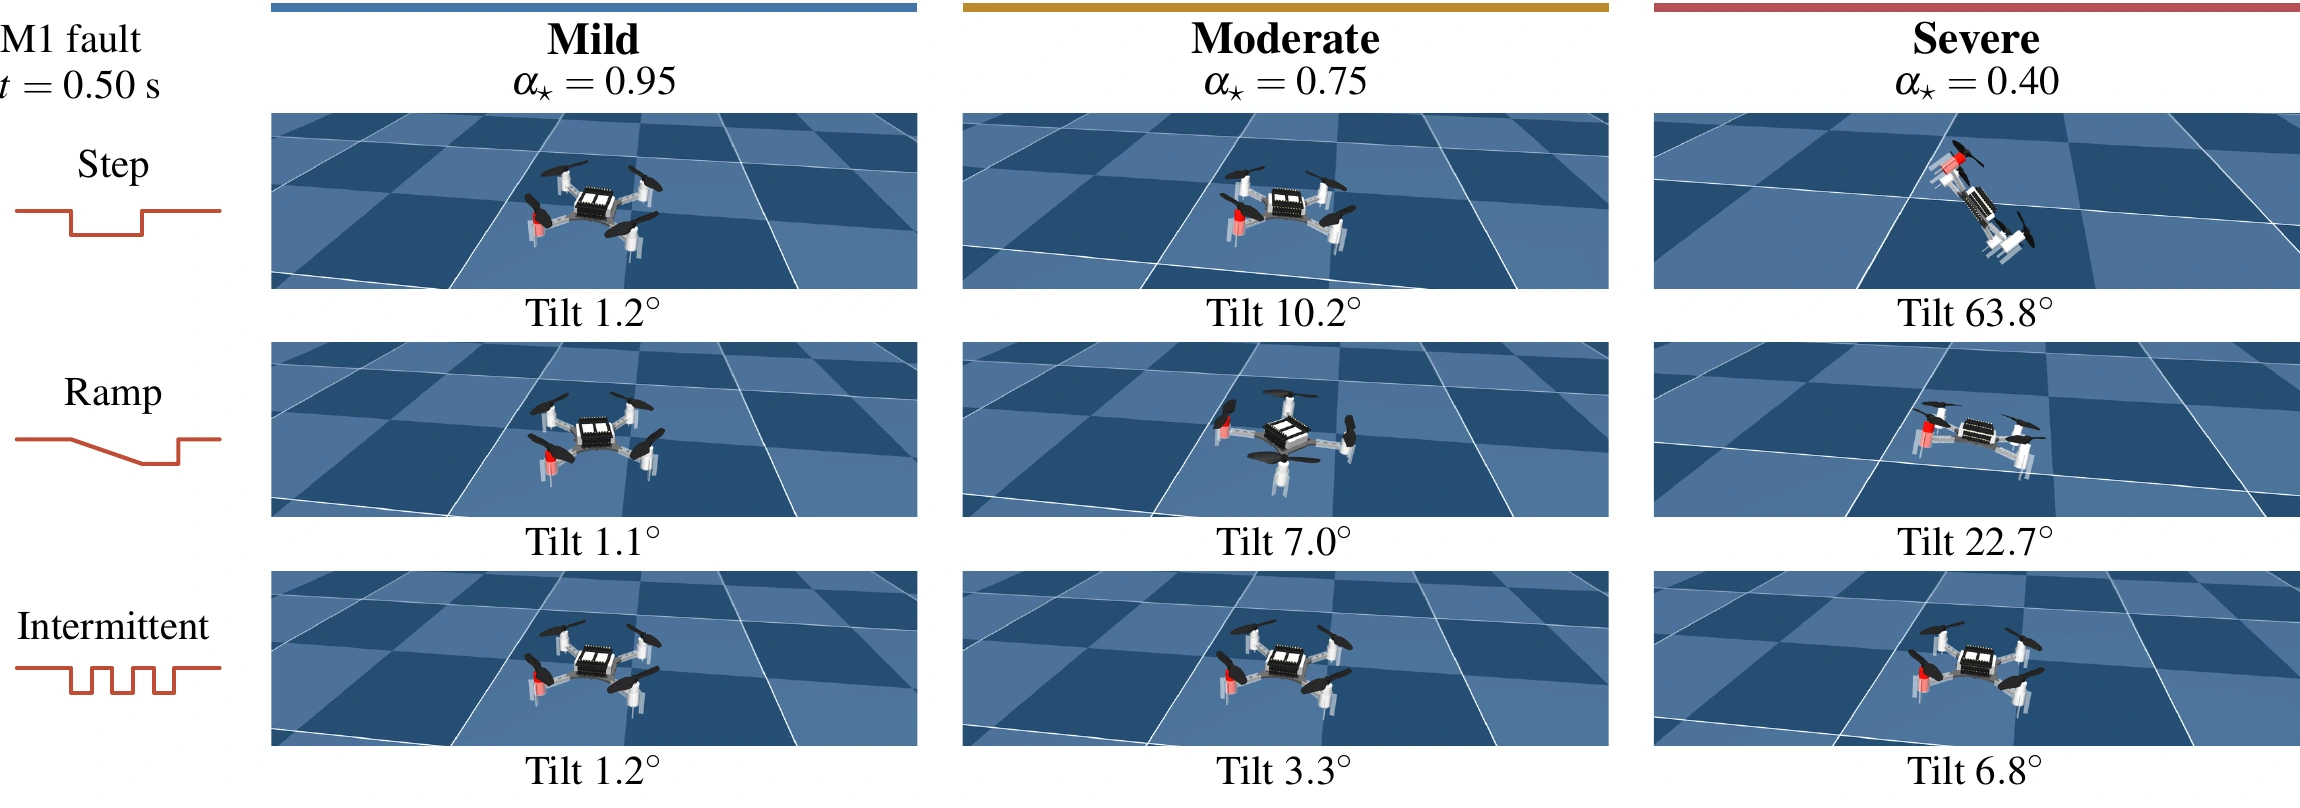 M1 fault
t = 0.50 s
Mild
α⋆ = 0.95
Moderate
α⋆ = 0.75
Severe
α⋆ = 0.40
Step
Tilt 1.2°
Tilt 10.2°
Tilt 63.8°
Ramp
Tilt 1.1°
Tilt 7.0°
Tilt 22.7°
Intermittent
Tilt 1.2°
Tilt 3.3°
Tilt 6.8°